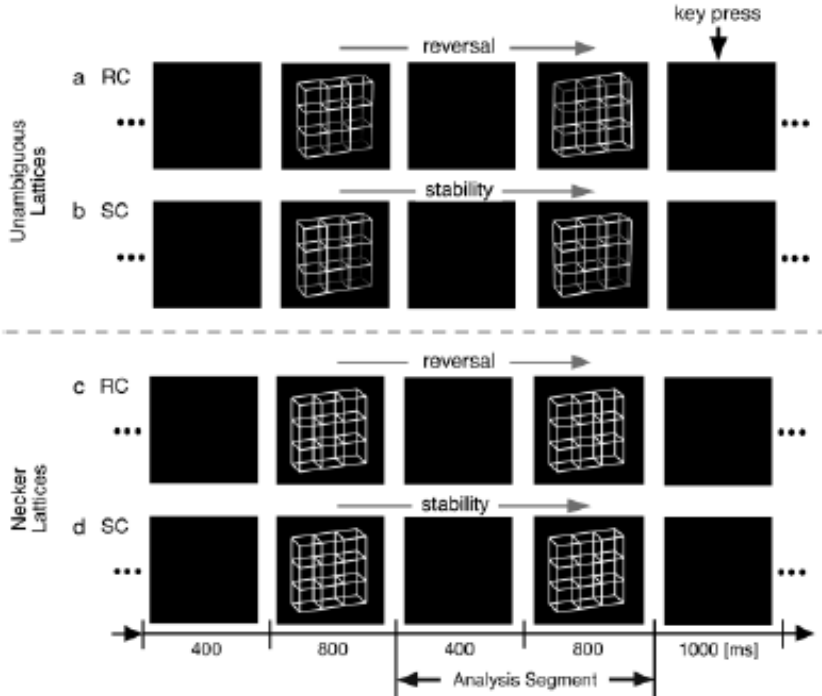 key press
reversal
a RC
Unambiguous
Lattices
stability
b SC
reversal
c RC
Necker
Lattices
stability
d SC
400 800 400 800 1000 [ms]
Analysis Segment